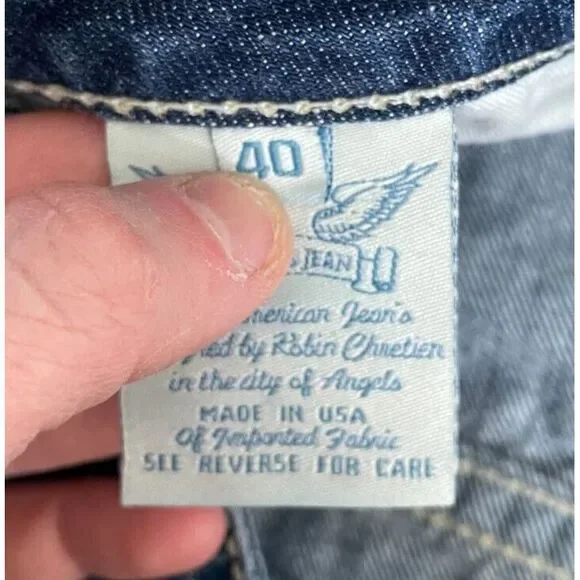 40
JEAN
American Jean's
by Robin Chretien
in the city of Angels
MADE IN USA
Of Imported Fabric
SEE REVERSE FOR CARE